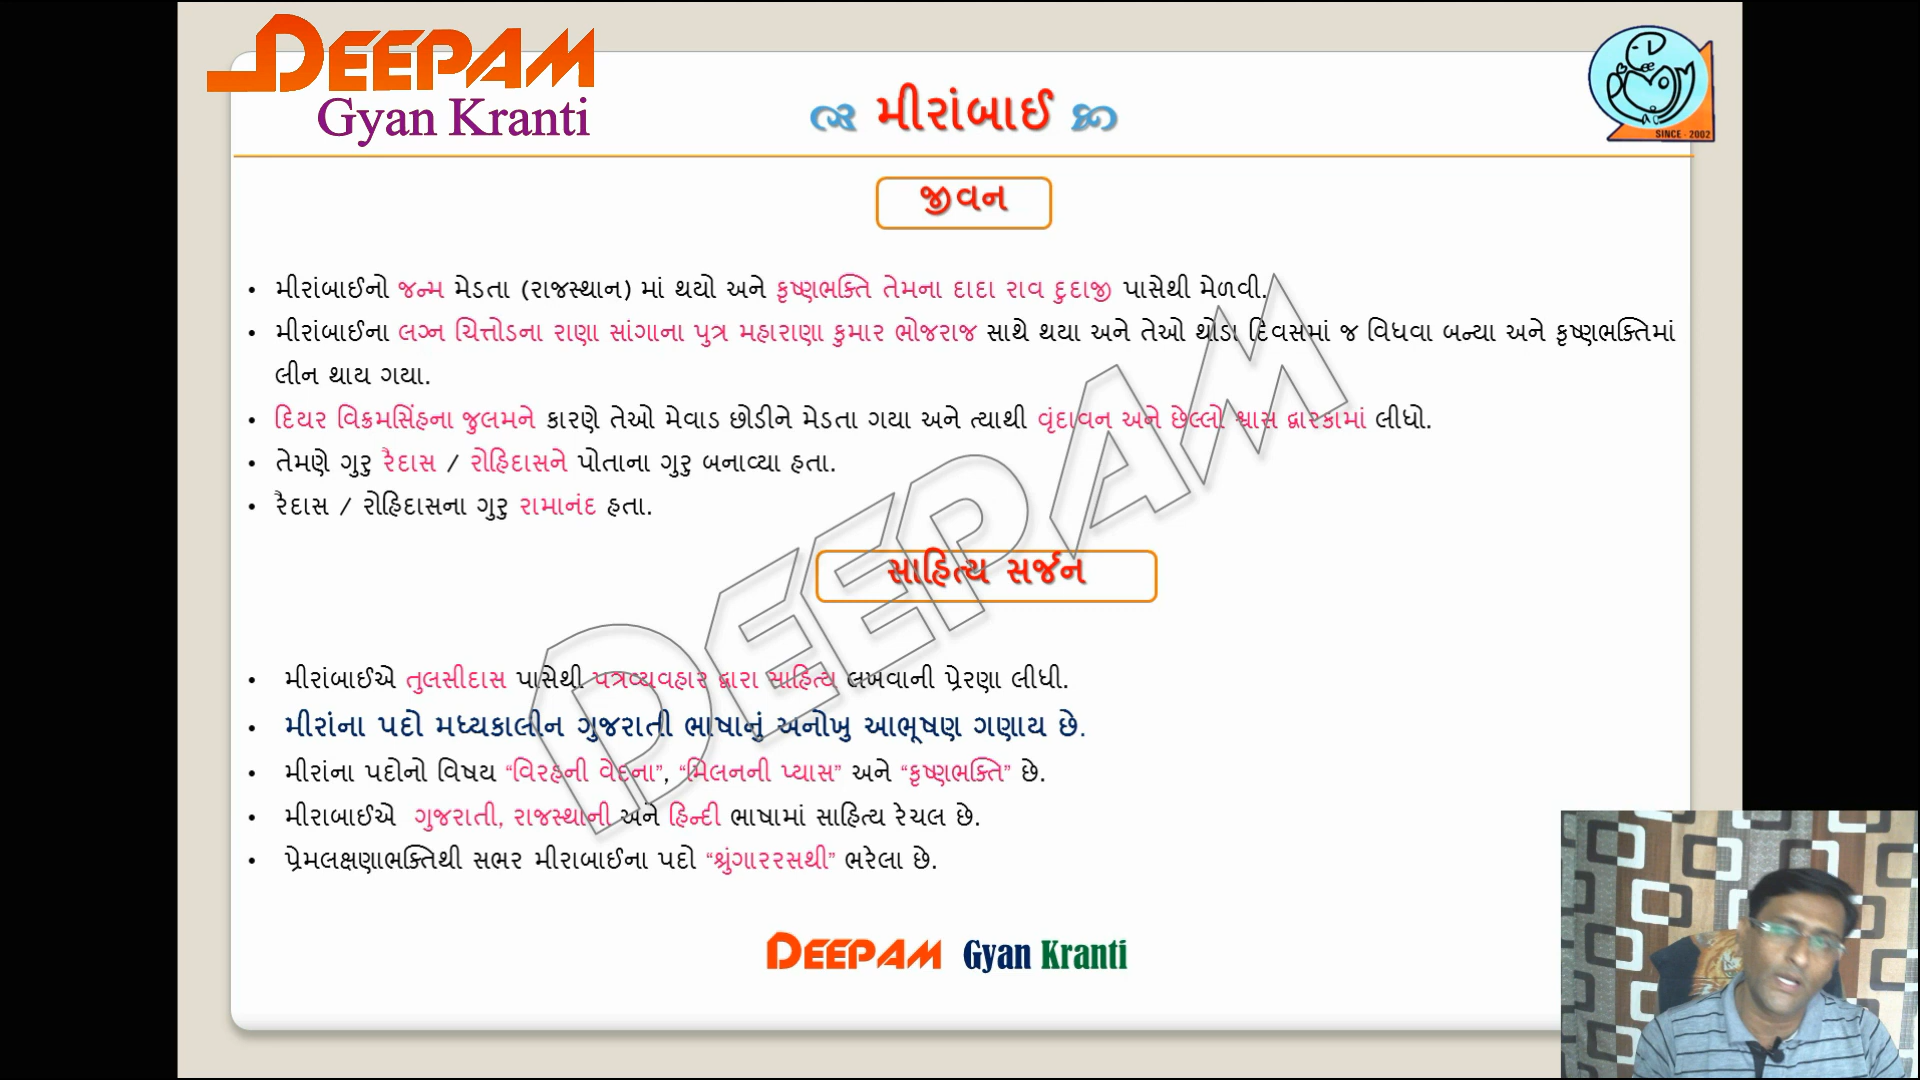 DEEPAM
Gyan Kranti
મીરાંબાઈ
SINCE - 2002
જીવન
• મીરાંબાઈનો જન્મ મેડતા (રાજસ્થાન) માં થયો અને કૃષ્ણભક્તિ તેમના દાદા રાવ દુદાજી પાસેથી મેળવી.
• મીરાંબાઈના લગ્ન ચિત્તોડના રાણા સાંગાના પુત્ર મહારાણા કુમાર ભોજરાજ સાથે થયા અને તેઓ થોડા દિવસમાં જ વિધવા બન્યા અને કૃષ્ણભક્તિમાં
લીન થાય ગયા.
• દિયર વિક્રમસિંહના જુલમને કારણે તેઓ મેવાડ છોડીને મેડતા ગયા અને ત્યાથી વૃંદાવન અને છેલ્લો શ્વાસ દ્વારકામાં લીધો.
• તેમણે ગુરુ રૈદાસ / રોહિદાસને પોતાના ગુરુ બનાવ્યા હતા.
• રૈદાસ / રોહિદાસના ગુરુ રામાનંદ હતા.
DEEPAM
સાહિત્ય સર્જન
• મીરાંબાઈએ તુલસીદાસ પાસેથી પત્રવ્યવહાર દ્વારા સાહિત્ય લખવાની પ્રેરણા લીધી.
• મીરાંના પદો મધ્યકાલીન ગુજરાતી ભાષાનું અનોખુ આભૂષણ ગણાય છે.
• મીરાંના પદોનો વિષય “વિરહની વેદના”, “મિલનની પ્યાસ” અને “કૃષ્ણભક્તિ” છે.
• મીરાબાઈએ ગુજરાતી, રાજસ્થાની અને હિન્દી ભાષામાં સાહિત્ય રેચલ છે.
• પ્રેમલક્ષણાભક્તિથી સભર મીરાબાઈના પદો “શ્રુંગારરસથી” ભરેલા છે.
DEEPAM Gyan Kranti